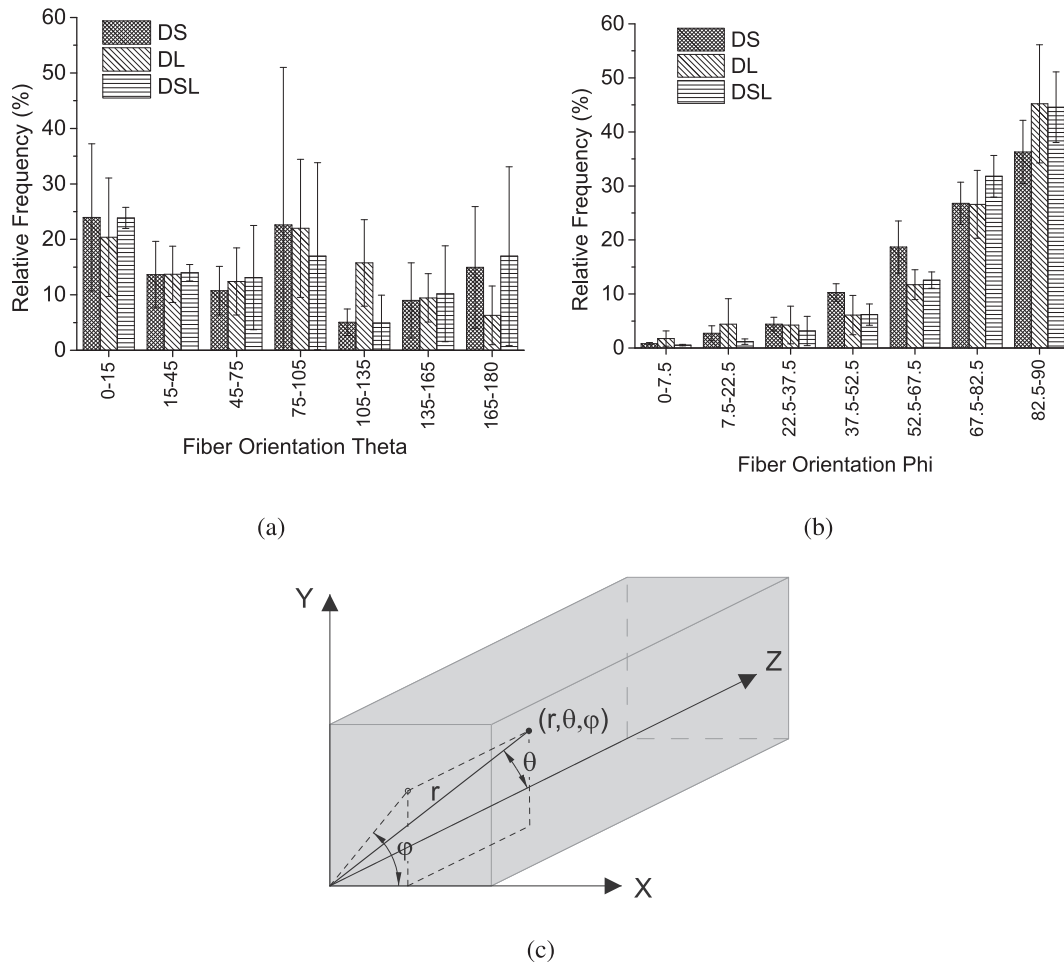 60
50
40
30
20
10
0
Relative Frequency (%)
DS
DL
DSL
0-15
15-45
45-75
75-105
105-135
135-165
165-180
Fiber Orientation Theta
(a)
60
50
40
30
20
10
0
Relative Frequency (%)
DS
DL
DSL
0-7.5
7.5-22.5
22.5-37.5
37.5-52.5
52.5-67.5
67.5-82.5
82.5-90
Fiber Orientation Phi
(b)
Y
Z
(r,θ,φ)
θ
r
φ
X
(c)